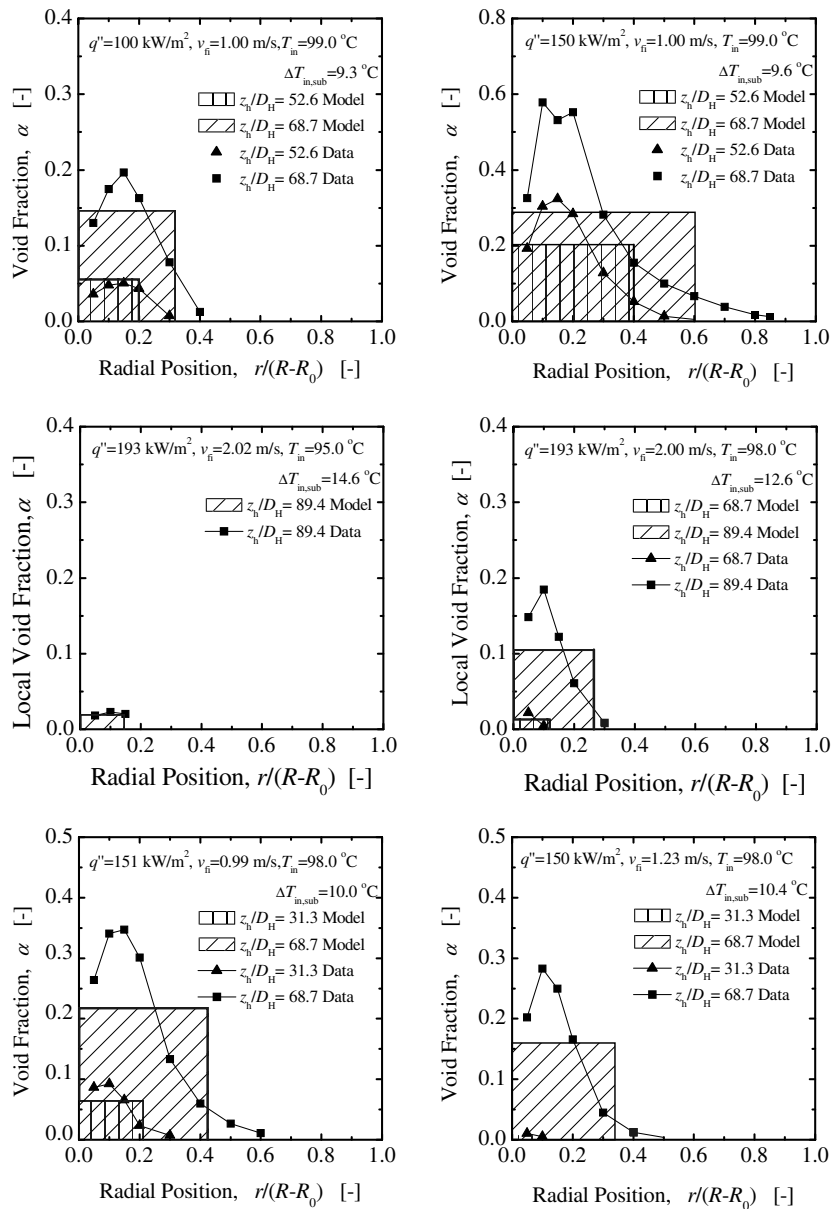 q''=100 kW/m², v_fi=1.00 m/s,T_in=99.0 °C
ΔT_in,sub=9.3 °C
z_h/D_H= 52.6 Model
z_h/D_H= 68.7 Model
z_h/D_H= 52.6 Data
z_h/D_H= 68.7 Data
Void Fraction, α [-]
0.4
0.3
0.2
0.1
0.0
0.0 0.2 0.4 0.6 0.8 1.0
Radial Position, r/(R-R₀) [-]
q''=150 kW/m², v_fi=1.00 m/s,T_in=99.0 °C
ΔT_in,sub=9.6 °C
z_h/D_H= 52.6 Model
z_h/D_H= 68.7 Model
z_h/D_H= 52.6 Data
z_h/D_H= 68.7 Data
Void Fraction, α [-]
0.8
0.6
0.4
0.2
0.0
0.0 0.2 0.4 0.6 0.8 1.0
Radial Position, r/(R-R₀) [-]
q''=193 kW/m², v_fi=2.02 m/s, T_in=95.0 °C
ΔT_in,sub=14.6 °C
z_h/D_H= 89.4 Model
z_h/D_H= 89.4 Data
Local Void Fraction, α [-]
0.4
0.3
0.2
0.1
0.0
0.0 0.2 0.4 0.6 0.8 1.0
Radial Position, r/(R-R₀) [-]
q''=193 kW/m², v_fi=2.00 m/s, T_in=98.0 °C
ΔT_in,sub=12.6 °C
z_h/D_H= 68.7 Model
z_h/D_H= 89.4 Model
z_h/D_H= 68.7 Data
z_h/D_H= 89.4 Data
Local Void Fraction, α [-]
0.4
0.3
0.2
0.1
0.0
0.0 0.2 0.4 0.6 0.8 1.0
Radial Position, r/(R-R₀) [-]
q''=151 kW/m², v_fi=0.99 m/s,T_in=98.0 °C
ΔT_in,sub=10.0 °C
z_h/D_H= 31.3 Model
z_h/D_H= 68.7 Model
z_h/D_H= 31.3 Data
z_h/D_H= 68.7 Data
Void Fraction, α [-]
0.5
0.4
0.3
0.2
0.1
0.0
0.0 0.2 0.4 0.6 0.8 1.0
Radial Position, r/(R-R₀) [-]
q''=150 kW/m², v_fi=1.23 m/s, T_in=98.0 °C
ΔT_in,sub=10.4 °C
z_h/D_H= 31.3 Model
z_h/D_H= 68.7 Model
z_h/D_H= 31.3 Data
z_h/D_H= 68.7 Data
Void Fraction, α [-]
0.5
0.4
0.3
0.2
0.1
0.0
0.0 0.2 0.4 0.6 0.8 1.0
Radial Position, r/(R-R₀) [-]